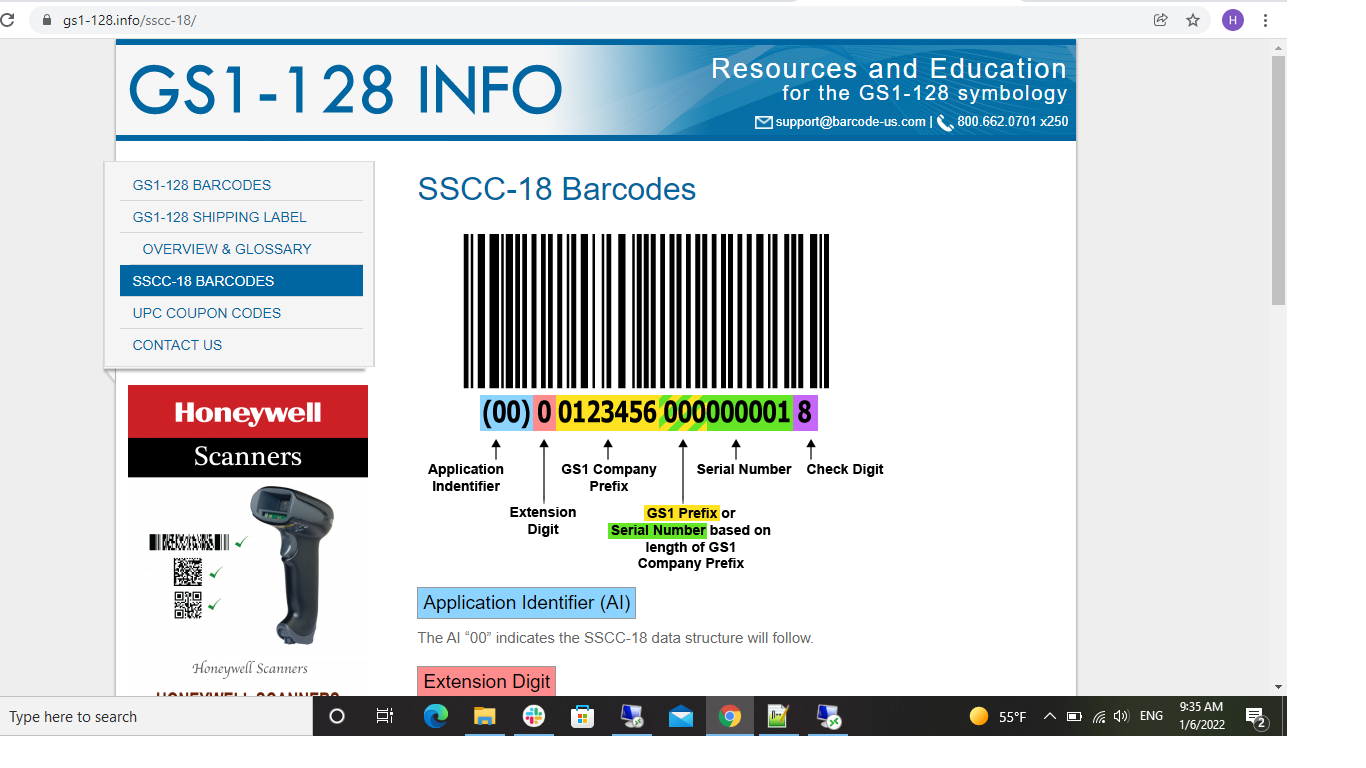 gs1-128.info/sscc-18/
H
GS1-128 INFO
Resources and Education
for the GS1-128 symbology
support@barcode-us.com | 800.662.0701 x250
GS1-128 BARCODES
GS1-128 SHIPPING LABEL
OVERVIEW & GLOSSARY
SSCC-18 BARCODES
UPC COUPON CODES
CONTACT US
Honeywell
Scanners
Honeywell Scanners
HONEYWELL SCANNERS
SSCC-18 Barcodes
(00) 0 0123456 000000001 8
Application
Indentifier
Extension
Digit
GS1 Company
Prefix
GS1 Prefix or
Serial Number based on
length of GS1
Company Prefix
Serial Number
Check Digit
Application Identifier (AI)
The AI “00” indicates the SSCC-18 data structure will follow.
Extension Digit
Type here to search
55°F
ENG
9:35 AM
1/6/2022
2